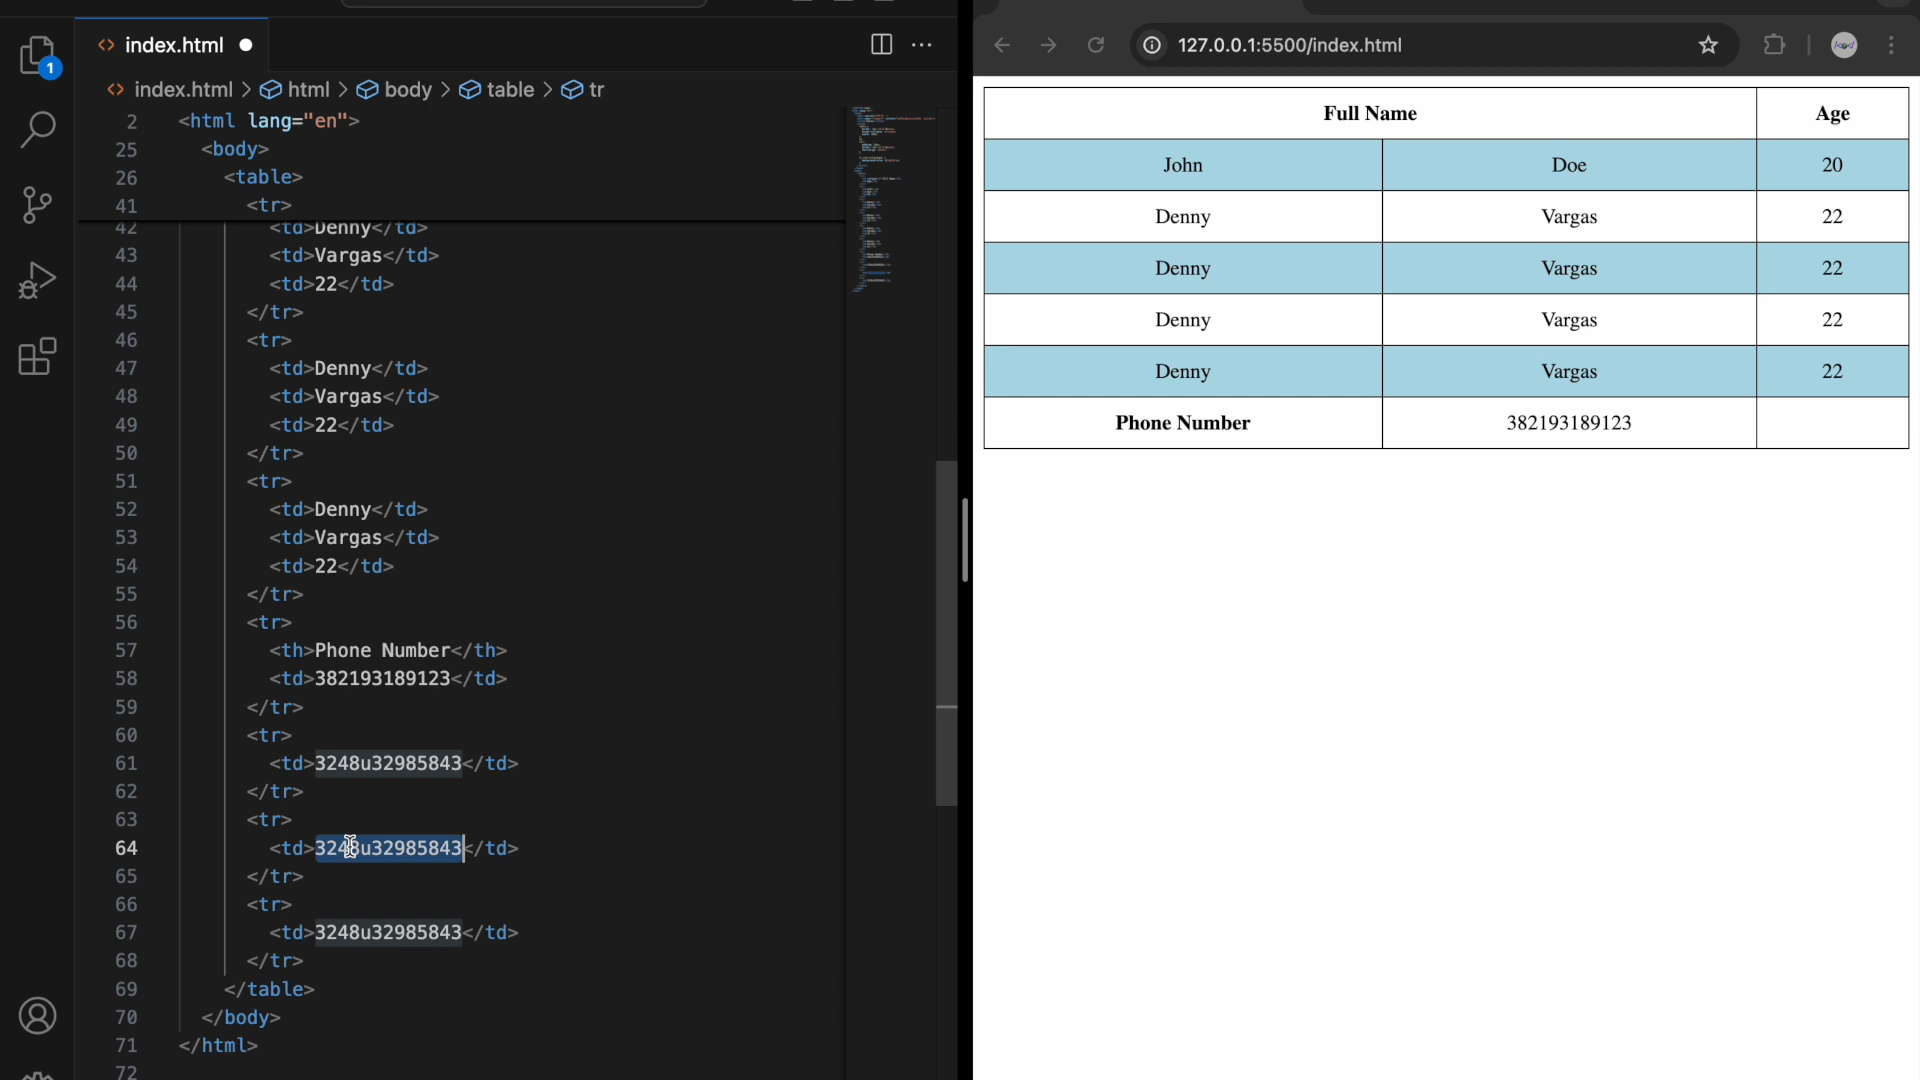 index.html
1
index.html > html > body > table > tr
2 <html lang="en">
25 <body>
26 <table>
41 <tr>
42 <td>Denny</td>
43 <td>Vargas</td>
44 <td>22</td>
45 </tr>
46 <tr>
47 <td>Denny</td>
48 <td>Vargas</td>
49 <td>22</td>
50 </tr>
51 <tr>
52 <td>Denny</td>
53 <td>Vargas</td>
54 <td>22</td>
55 </tr>
56 <tr>
57 <th>Phone Number</th>
58 <td>382193189123</td>
59 </tr>
60 <tr>
61 <td>3248u32985843</td>
62 </tr>
63 <tr>
64 <td>3248u32985843</td>
65 </tr>
66 <tr>
67 <td>3248u32985843</td>
68 </tr>
69 </table>
70 </body>
71 </html>
72
127.0.0.1:5500/index.html
Full Name Age
John Doe 20
Denny Vargas 22
Denny Vargas 22
Denny Vargas 22
Denny Vargas 22
Phone Number 382193189123